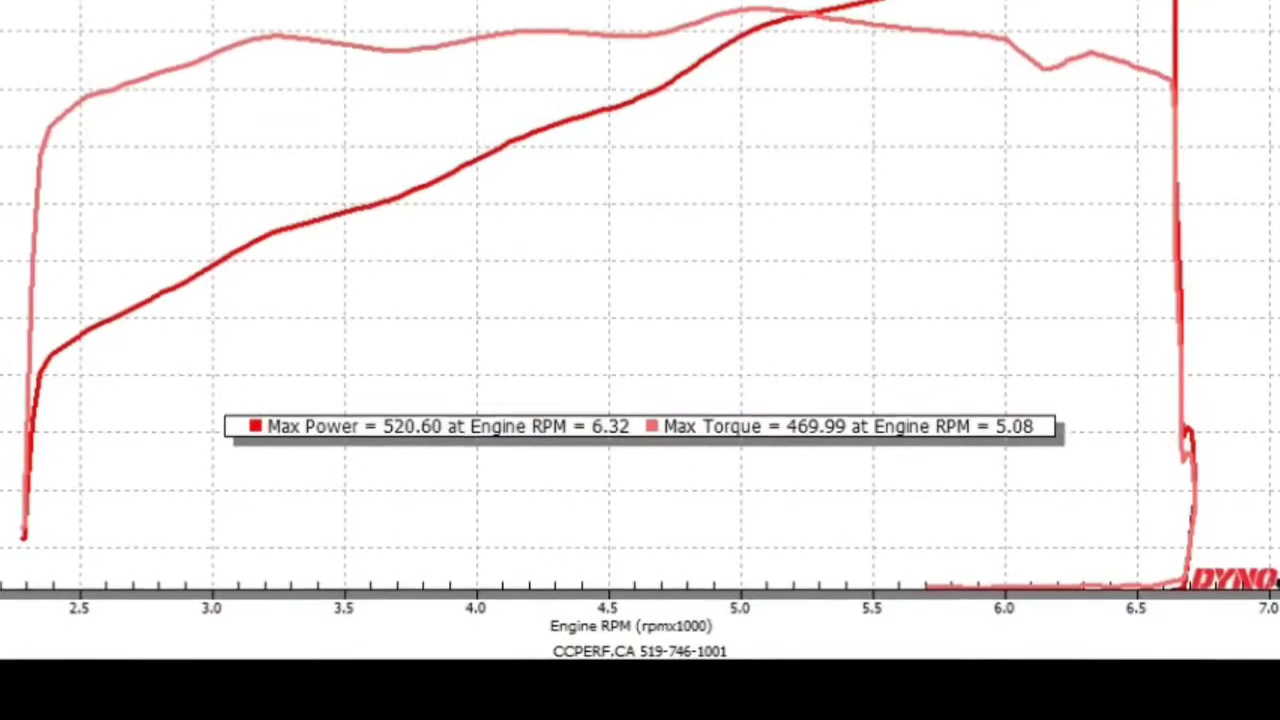 Max Power = 520.60 at Engine RPM = 6.32 Max Torque = 469.99 at Engine RPM = 5.08
DYNO
2.5 3.0 3.5 4.0 4.5 5.0 5.5 6.0 6.5 7.0
Engine RPM (rpmx1000)
CCPERF.CA 519-746-1001